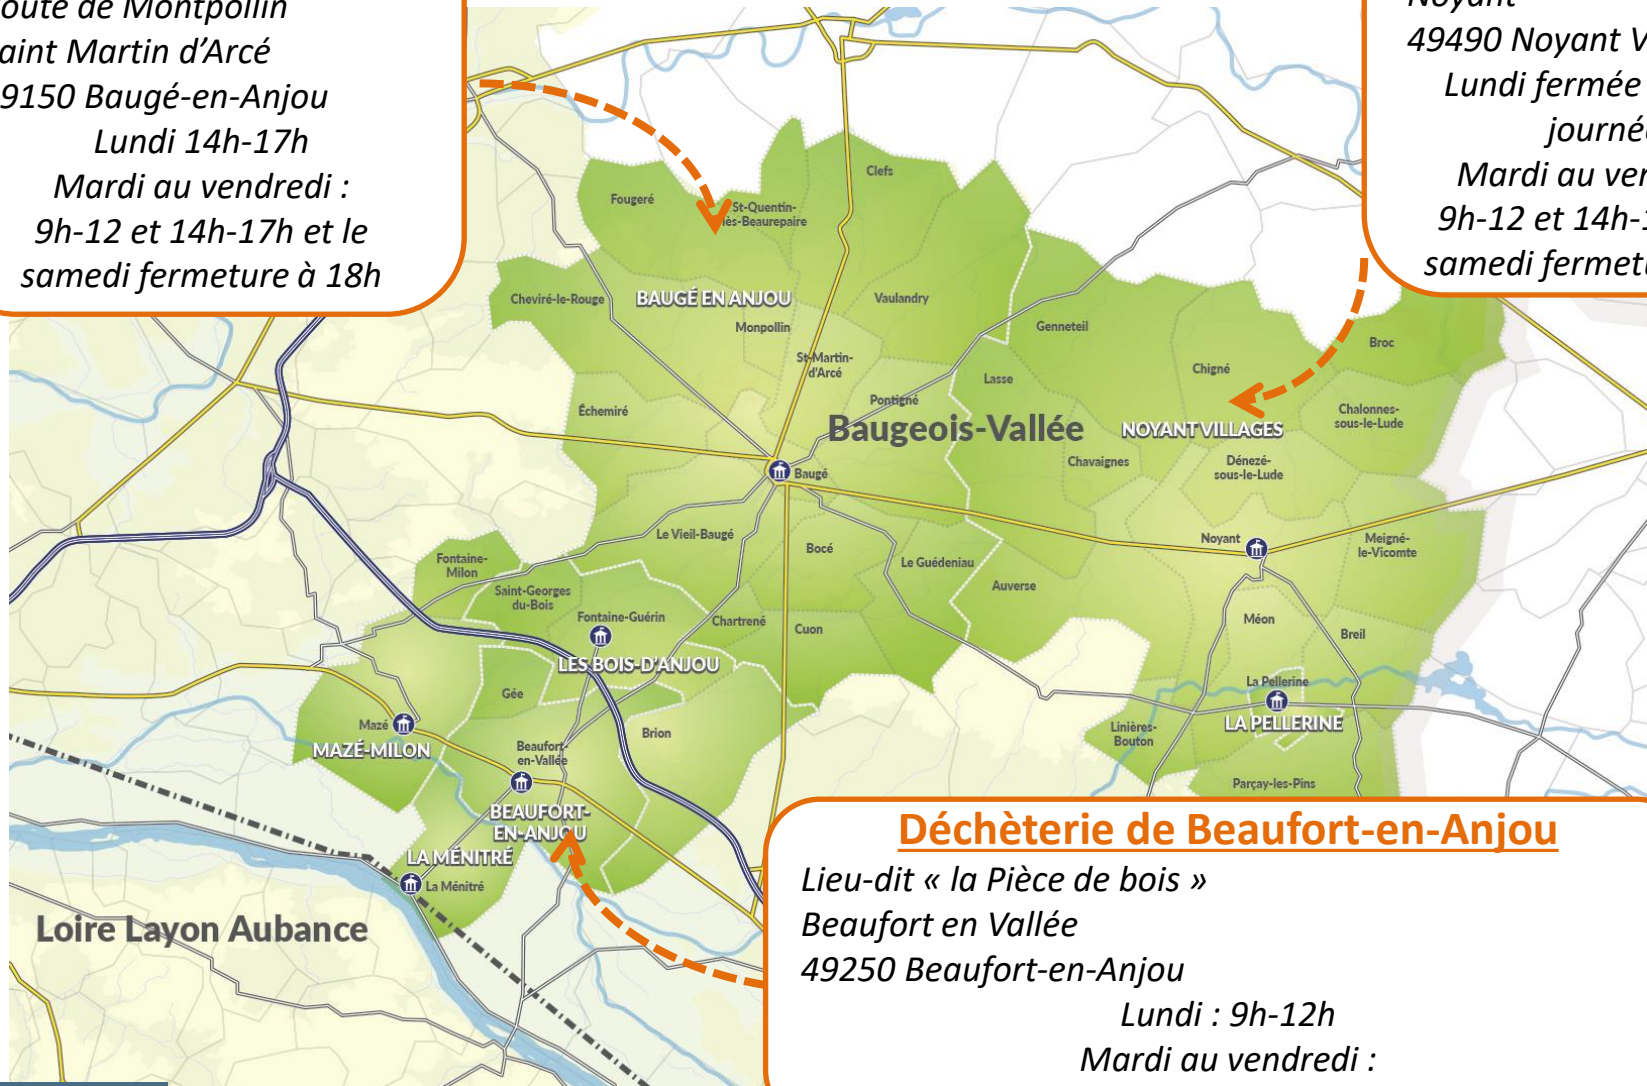 oute de Montpollin
aint Martin d'Arcé
9150 Baugé-en-Anjou
Lundi 14h-17h
Mardi au vendredi :
9h-12 et 14h-17h et le
samedi fermeture à 18h
Noyant
49490 Noyant V
Lundi fermée
journé
Mardi au ven
9h-12 et 14h-1
samedi fermetu
Clefs
Fougeré
St-Quentin-
lès-Beaurepaire
Cheviré-le-Rouge
BAUGÉ EN ANJOU
Vaulandry
Monpollin
Genneteil
Broc
St-Martin-
d'Arcé
Chigné
Lasse
Pontigné
Échemiré
Chalonnes-
sous-le-Lude
Baugeois-Vallée
NOYANT VILLAGES
Chavaignes
Dénezé-
sous-le-Lude
Baugé
Le Vieil-Baugé
Bocé
Noyant
Meigné-
le-Vicomte
Fontaine-
Milon
Le Guédeniau
Auverse
Saint-Georges
du-Bois
Fontaine-Guérin
Chartrené
Cuon
Méon
Breil
LES BOIS-D'ANJOU
Gée
La Pellerine
Mazé
MAZÉ-MILON
Brion
LA PELLERINE
Linières-
Bouton
Beaufort-
en-Vallée
Parçay-les-Pins
BEAUFORT-
EN-ANJOU
LA MÉNITRÉ
La Ménitré
Loire Layon Aubance
Déchèterie de Beaufort-en-Anjou
Lieu-dit « la Pièce de bois »
Beaufort en Vallée
49250 Beaufort-en-Anjou
Lundi : 9h-12h
Mardi au vendredi :